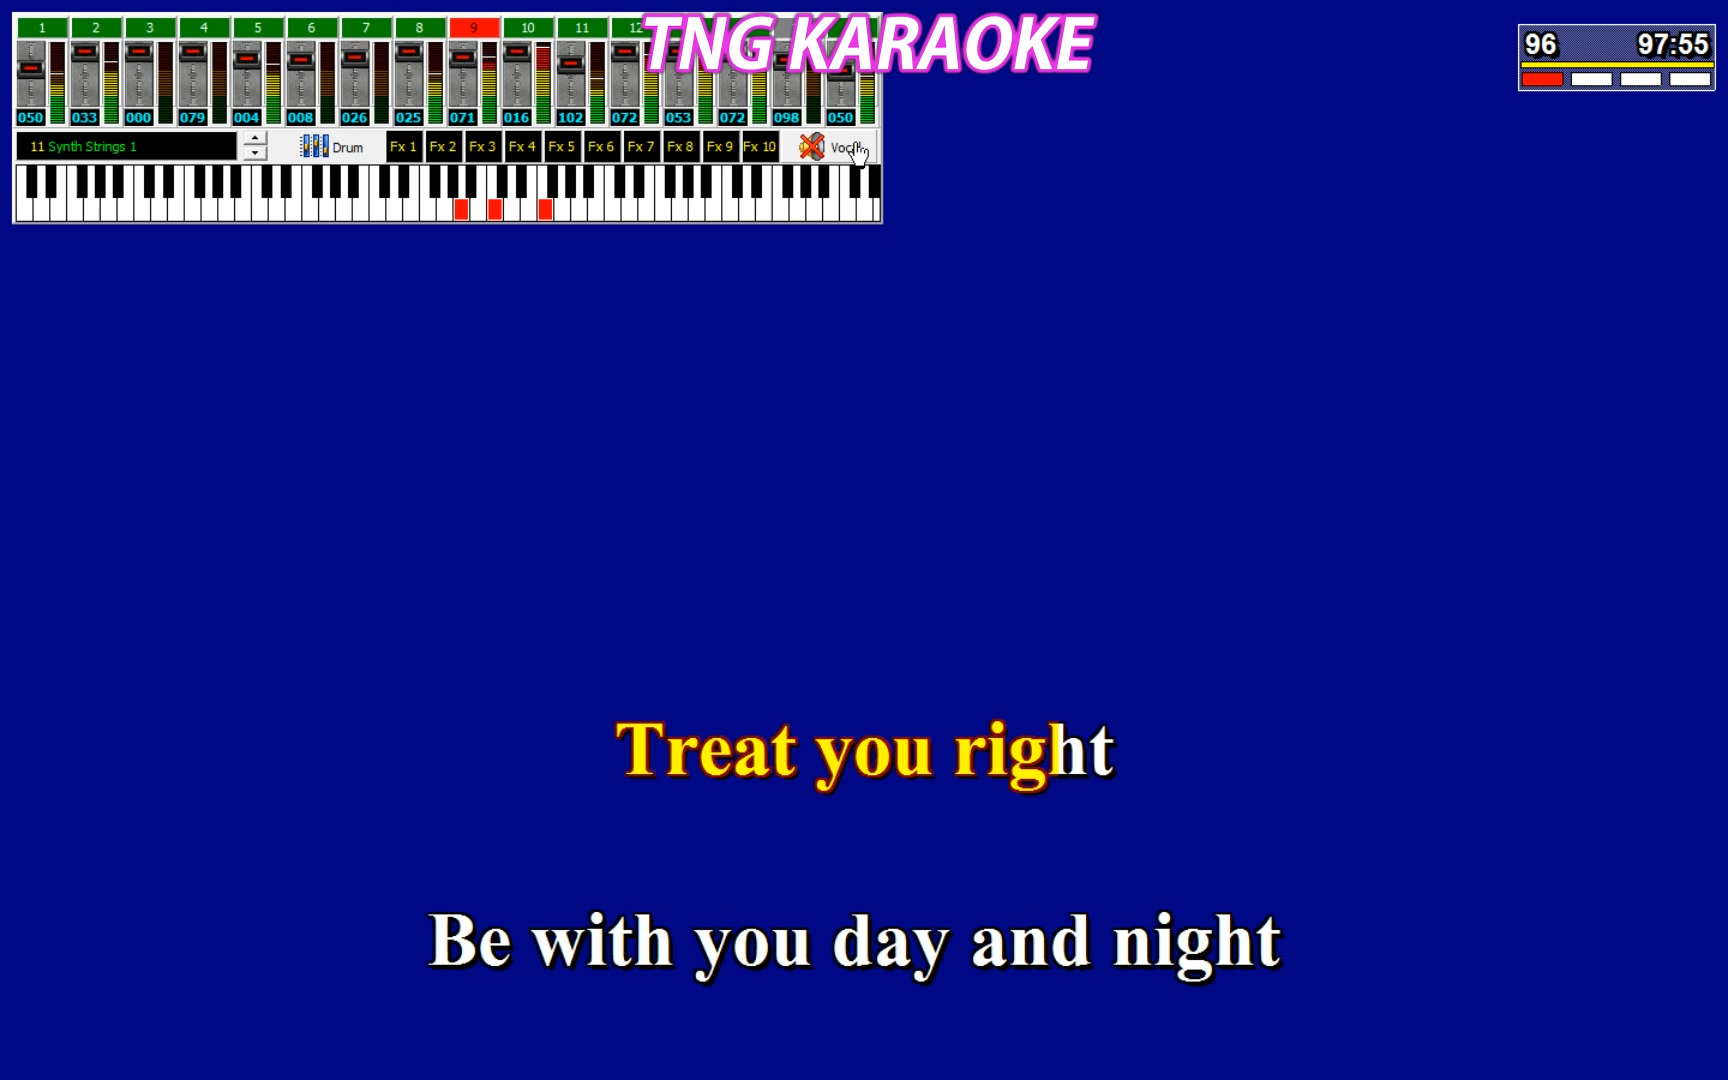 1 2 3 4 5 6 7 8 9 10 11 12
TNG KARAOKE
96 97:55
050 033 000 079 004 008 026 025 071 016 102 072 053 072 098 050
11 Synth Strings 1 Drum Fx 1 Fx 2 Fx 3 Fx 4 Fx 5 Fx 6 Fx 7 Fx 8 Fx 9 Fx 10
Treat you right
Be with you day and night